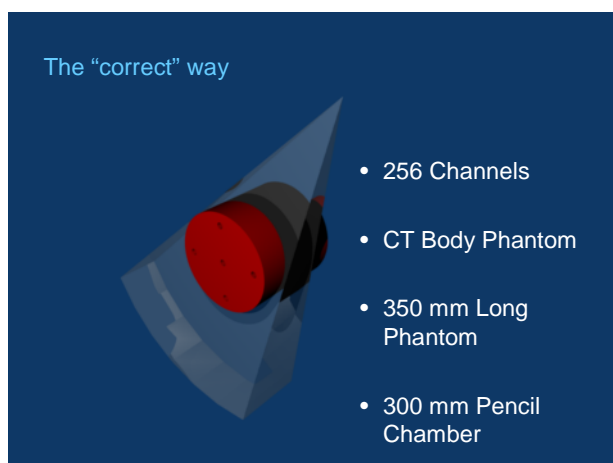 The “correct” way
• 256 Channels
• CT Body Phantom
• 350 mm Long
Phantom
• 300 mm Pencil
Chamber